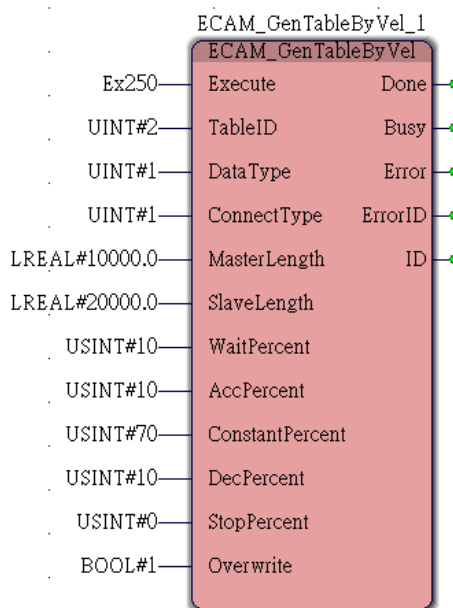 ECAM_GenTableByVel_1
ECAM_GenTableByVel
Ex250 Execute Done
UINT#2 TableID Busy
UINT#1 DataType Error
UINT#1 ConnectType ErrorID
LREAL#10000.0 MasterLength ID
LREAL#20000.0 SlaveLength
USINT#10 WaitPercent
USINT#10 AccPercent
USINT#70 ConstantPercent
USINT#10 DecPercent
USINT#0 StopPercent
BOOL#1 Overwrite